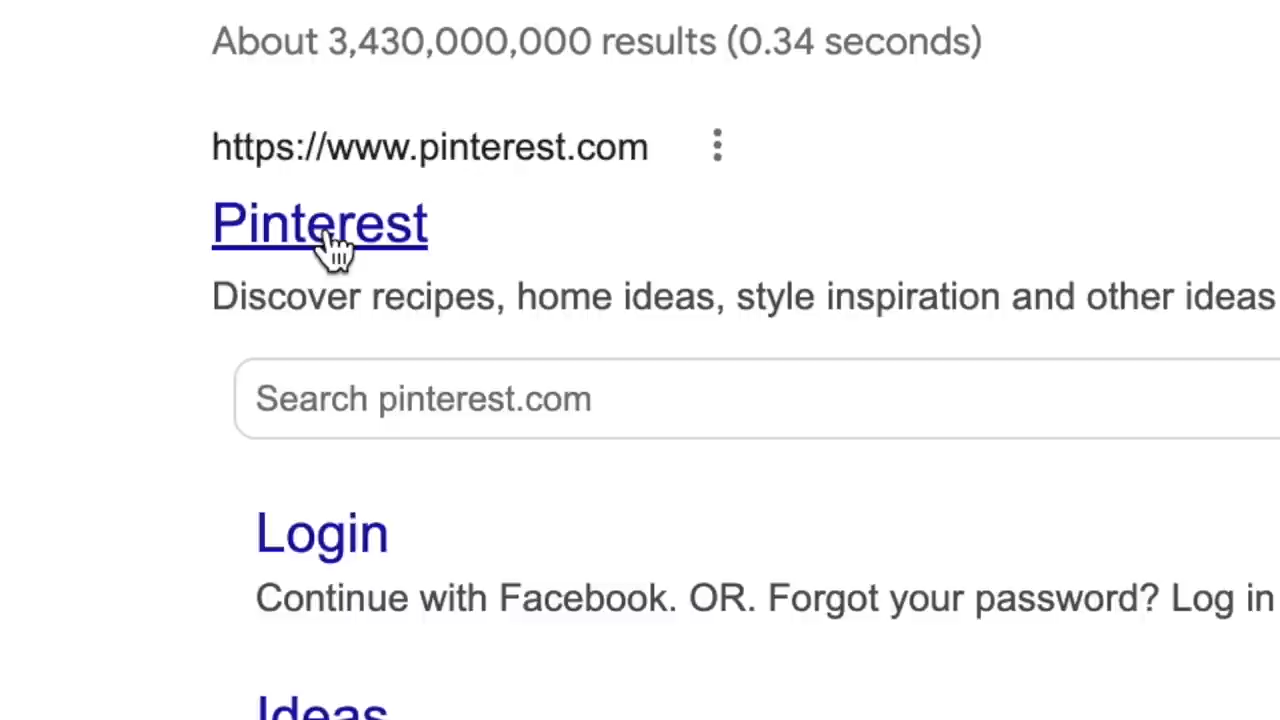 About 3,430,000,000 results (0.34 seconds)
https://www.pinterest.com
Pinterest
Discover recipes, home ideas, style inspiration and other ideas
Search pinterest.com
Login
Continue with Facebook. OR. Forgot your password? Log in
Ideas